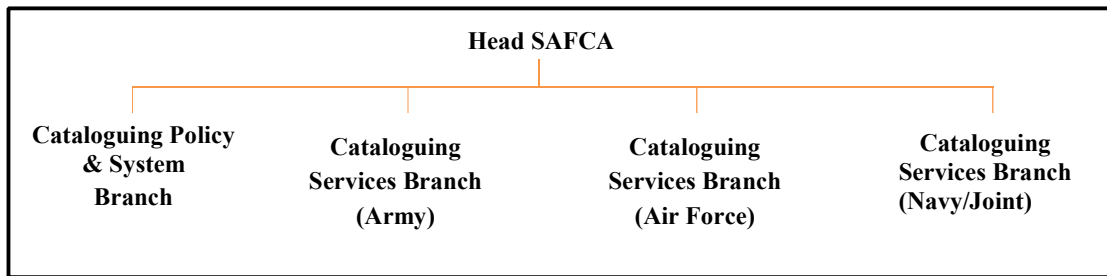 Head SAFCA
Cataloguing Policy
& System
Branch
Cataloguing
Services Branch
(Army)
Cataloguing
Services Branch
(Air Force)
Cataloguing
Services Branch
(Navy/Joint)